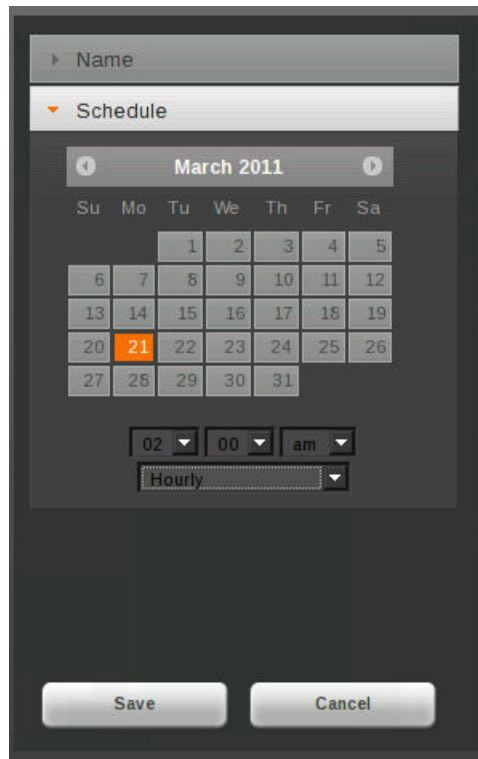 Name
Schedule
March 2011
Su Mo Tu We Th Fr Sa
1 2 3 4 5
6 7 8 9 10 11 12
13 14 15 16 17 18 19
20 21 22 23 24 25 26
27 28 29 30 31
02 00 am
Hourly
Save Cancel